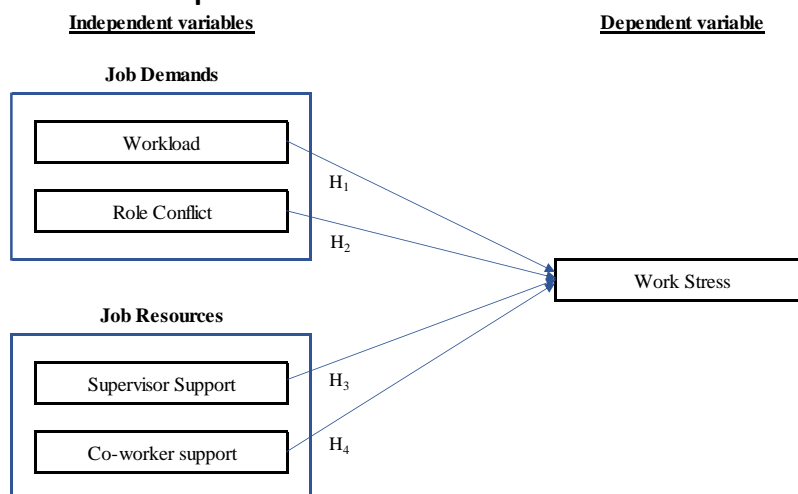 Independent variables
Dependent variable
Job Demands
Workload
H₁
Role Conflict
H₂
Work Stress
Job Resources
Supervisor Support
H₃
Co-worker support
H₄